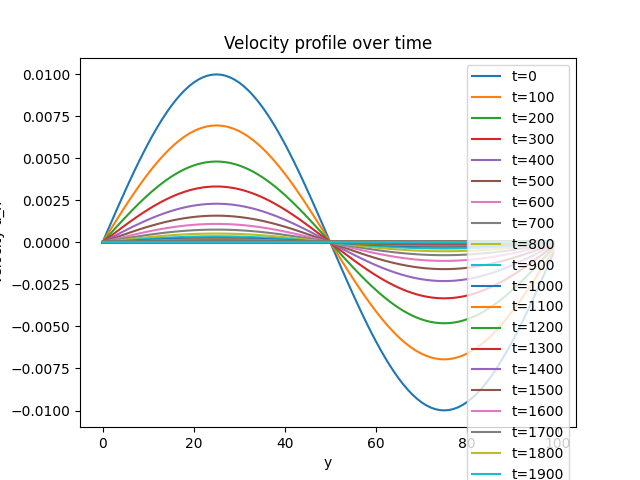 Velocity profile over time
0.0100
0.0075
0.0050
0.0025
0.0000
−0.0025
−0.0050
−0.0075
−0.0100
0
20
40
60
80
100
y
t=0
t=100
t=200
t=300
t=400
t=500
t=600
t=700
t=800
t=900
t=1000
t=1100
t=1200
t=1300
t=1400
t=1500
t=1600
t=1700
t=1800
t=1900